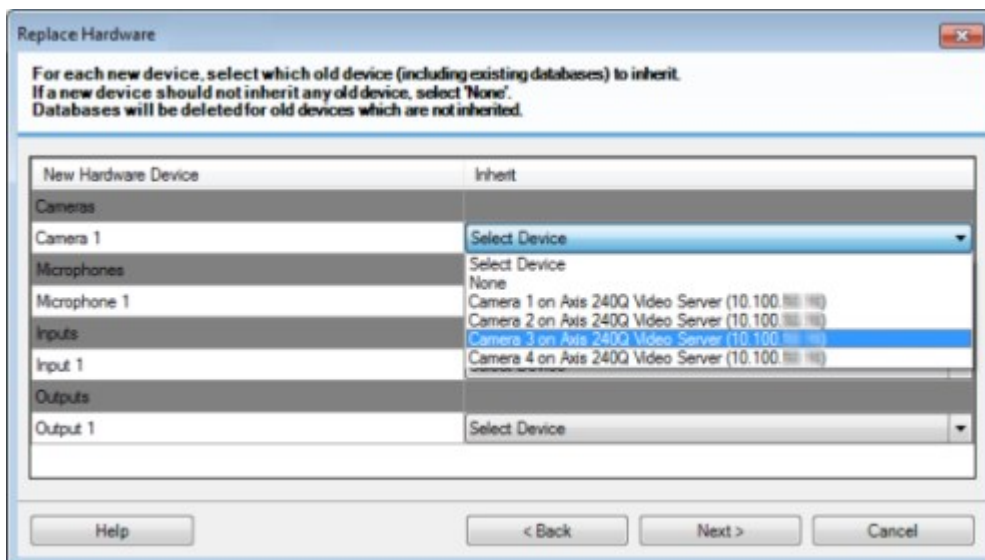 Replace Hardware
For each new device, select which old device (including existing databases) to inherit.
If a new device should not inherit any old device, select 'None'.
Databases will be deleted for old devices which are not inherited.
New Hardware Device Inherit
Cameras
Camera 1 Select Device
Select Device
Microphones
None
Microphone 1 Camera 1 on Axis 240Q Video Server (10.100.
Camera 2 on Axis 240Q Video Server (10.100.
Inputs Camera 3 on Axis 240Q Video Server (10.100.
Input 1 Camera 4 on Axis 240Q Video Server (10.100.
Select Device
Outputs
Output 1 Select Device
Help < Back Next > Cancel